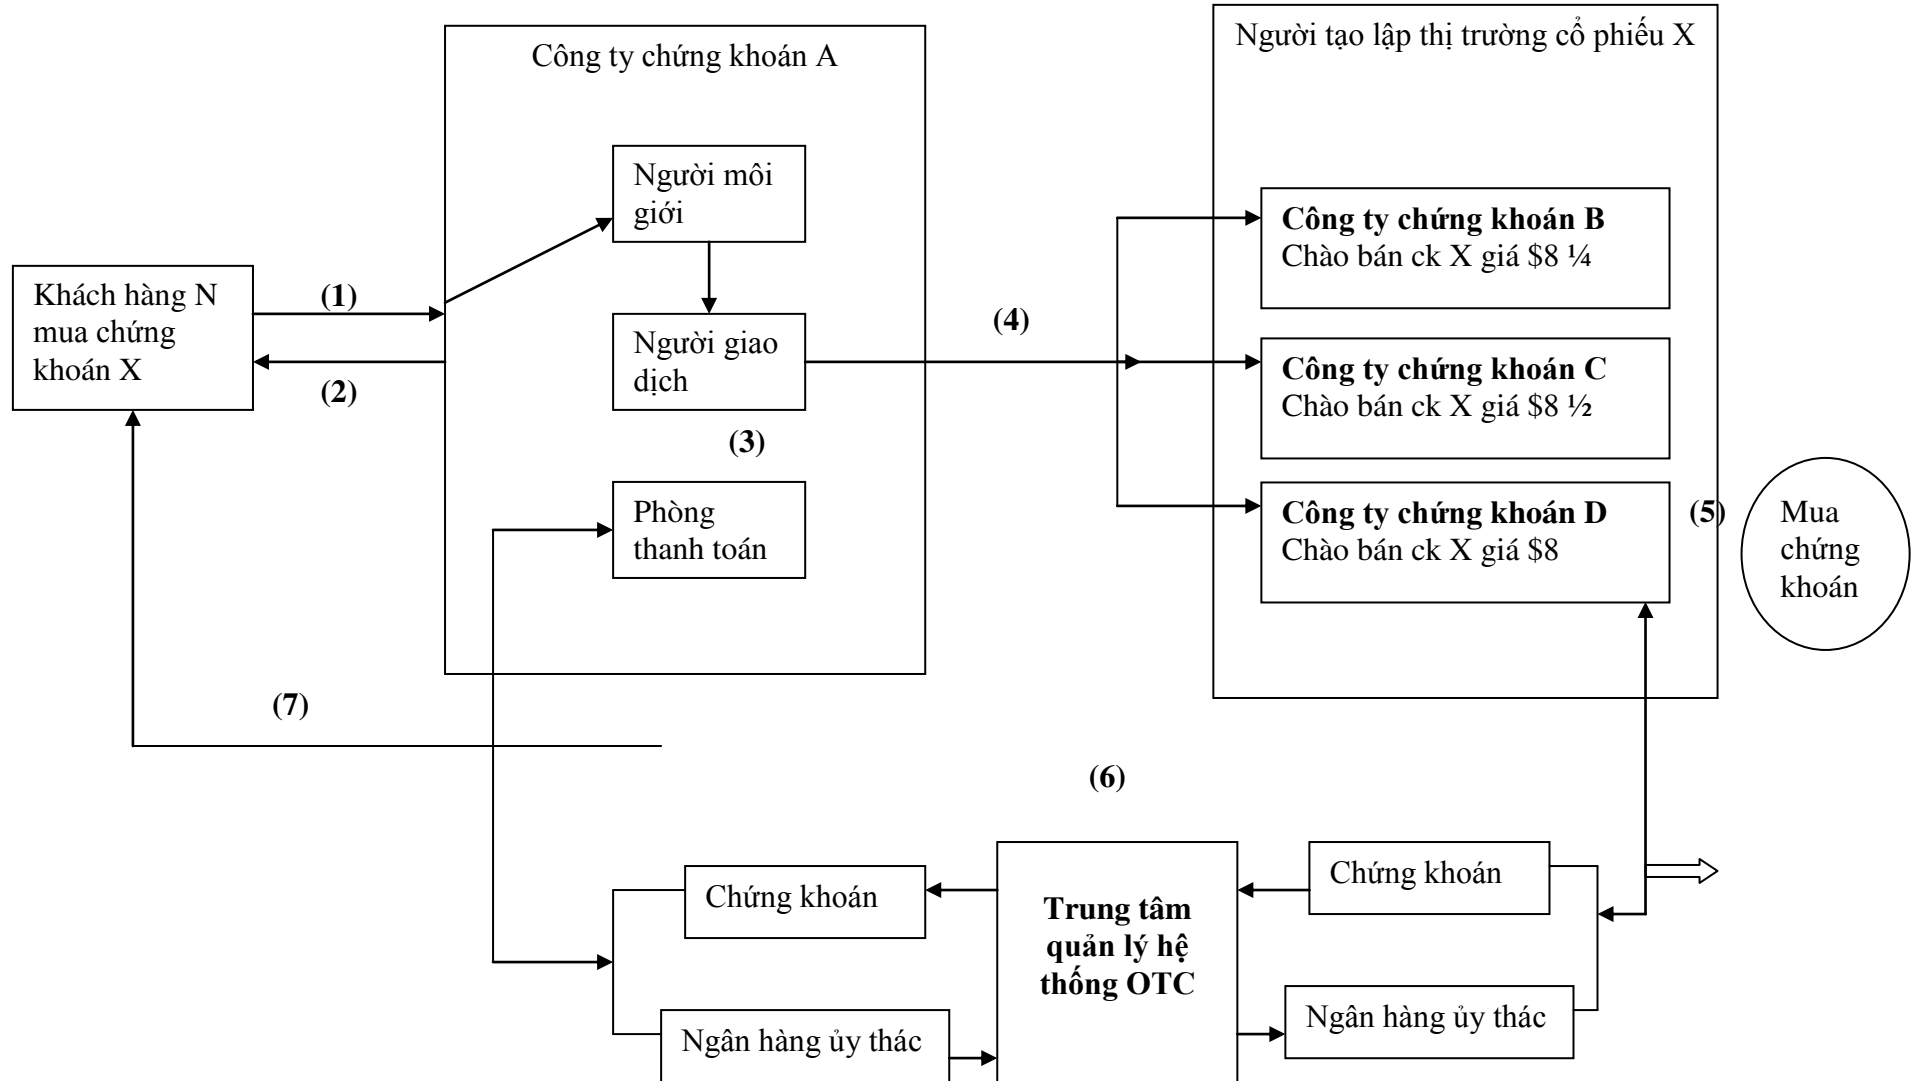 Công ty chứng khoán A
Người tạo lập thị trường cổ phiếu X
Người môi
giới
Công ty chứng khoán B
Chào bán ck X giá $8 ¼
Khách hàng N
mua chứng
khoán X
(1)
(2)
Người giao
dịch
(3)
(4)
Công ty chứng khoán C
Chào bán ck X giá $8 ½
Phòng
thanh toán
Công ty chứng khoán D
Chào bán ck X giá $8
(5)
Mua
chứng
khoán
(7)
(6)
Chứng khoán
Trung tâm
quản lý hệ
thống OTC
Chứng khoán
Ngân hàng ủy thác
Ngân hàng ủy thác